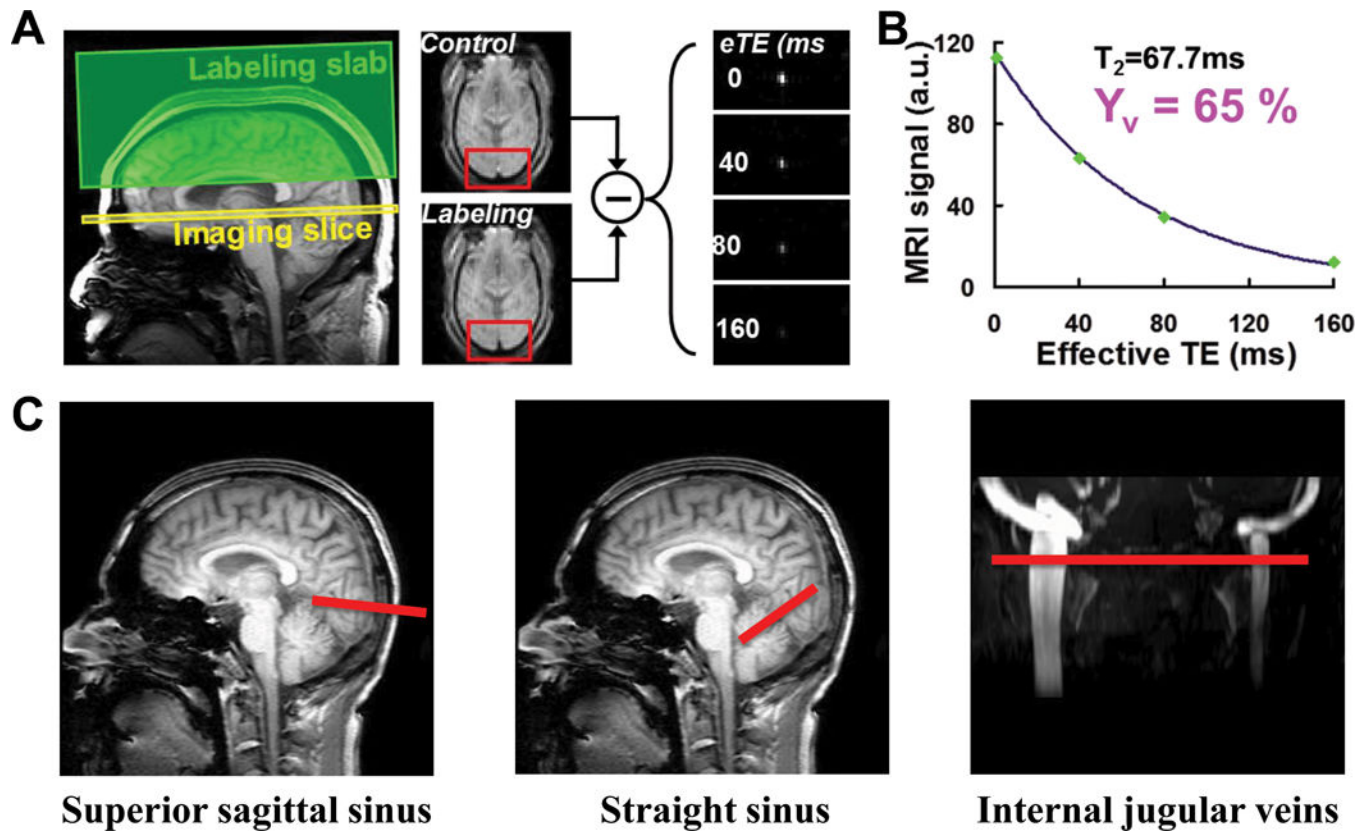 A
Labeling slab
Imaging slice
Control
Labeling
−
eTE (ms
0
40
80
160
B
MRI signal (a.u.)
120
80
40
0
T₂=67.7ms
Yᵥ = 65 %
0 40 80 120 160
Effective TE (ms)
C
Superior sagittal sinus
Straight sinus
Internal jugular veins